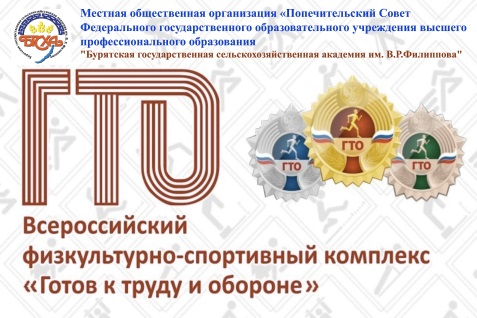 БГСХА
Местная общественная организация «Попечительский Совет
Федерального государственного образовательного учреждения высшего
профессионального образования
"Бурятская государственная сельскохозяйственная академия им. В.Р.Филиппова"
ГТО
ГТО
ГТО
ГТО
Всероссийский
физкультурно-спортивный комплекс
«Готов к труду и обороне»